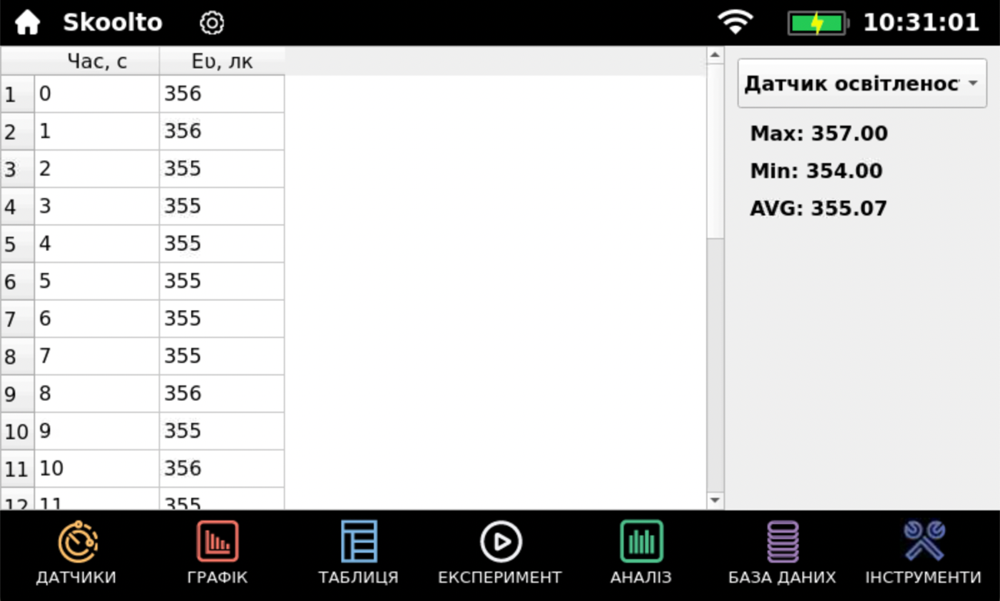 Skoolto 10:31:01
Час, с Eυ, лк
1 0 356
2 1 356
3 2 355
4 3 355
5 4 355
6 5 355
7 6 355
8 7 355
9 8 356
10 9 355
11 10 356
12 11 355
Датчик освітленос
Max: 357.00
Min: 354.00
AVG: 355.07
ДАТЧИКИ ГРАФІК ТАБЛИЦЯ ЕКСПЕРИМЕНТ АНАЛІЗ БАЗА ДАНИХ ІНСТРУМЕНТИ